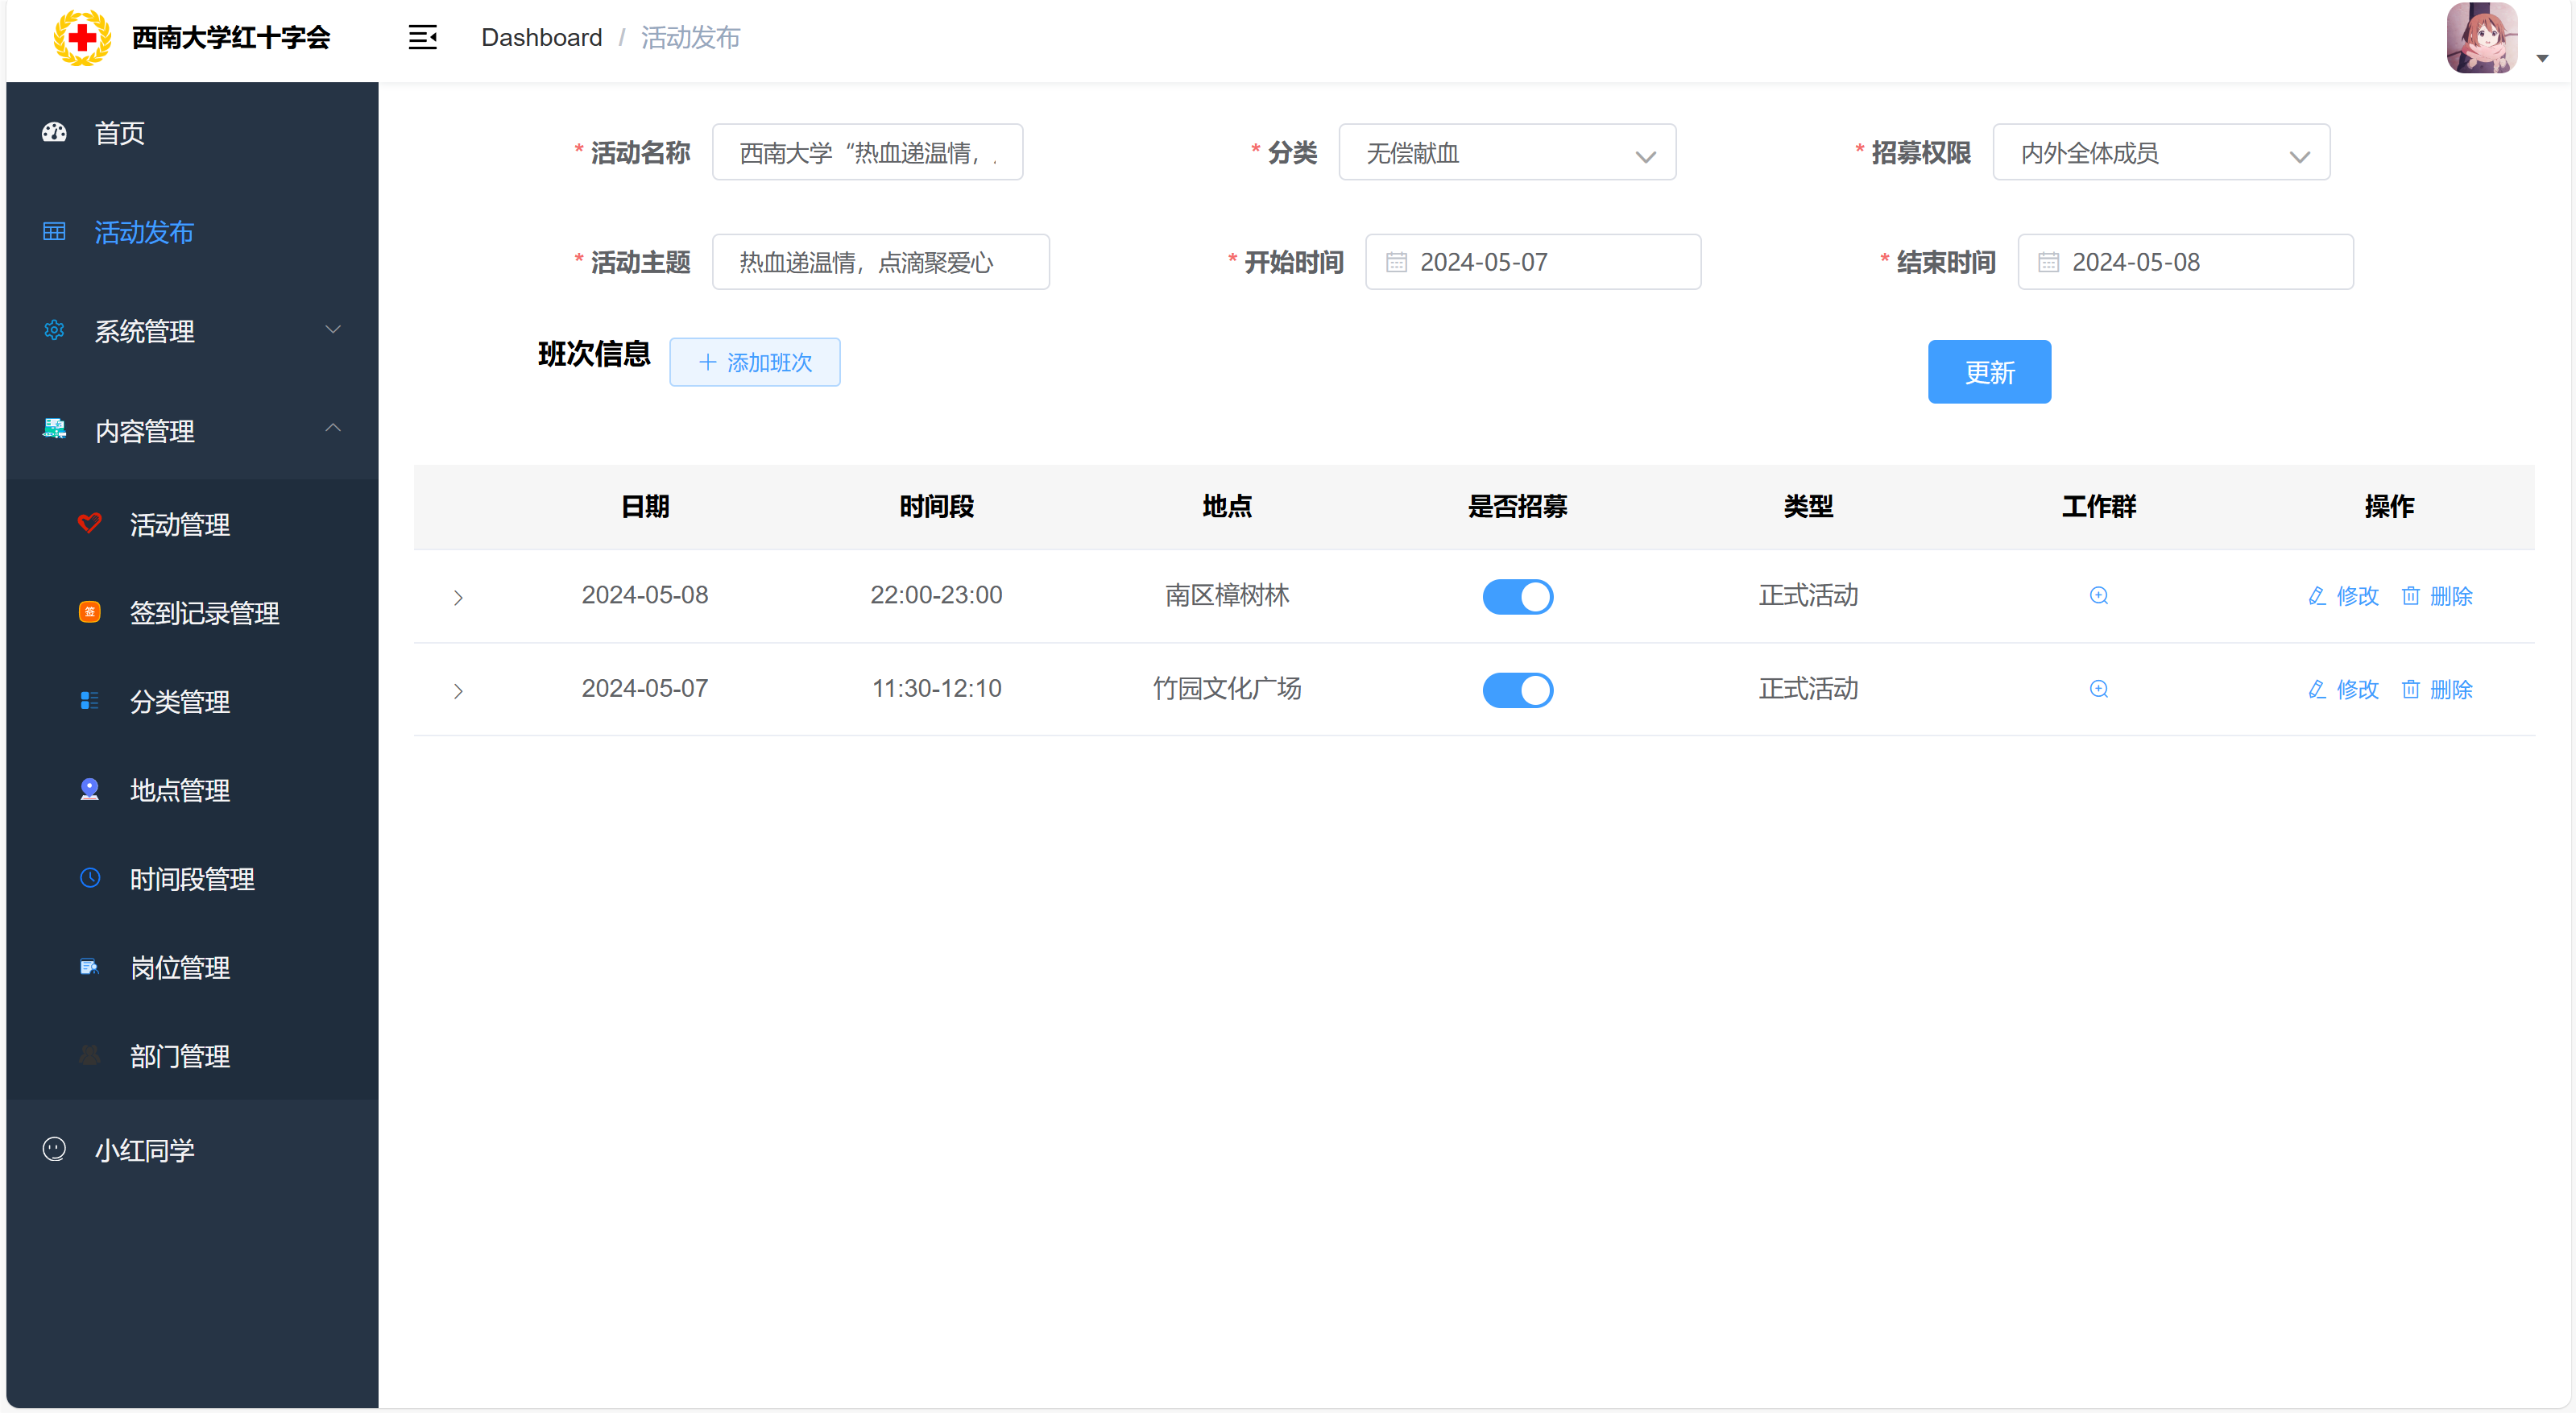 西南大学红十字会
Dashboard / 活动发布
首页
活动发布
系统管理
内容管理
活动管理
签
签到记录管理
分类管理
地点管理
时间段管理
岗位管理
部门管理
小红同学
* 活动名称 西南大学“热血递温情，. * 分类 无偿献血 * 招募权限 内外全体成员
* 活动主题 热血递温情，点滴聚爱心 * 开始时间 2024-05-07 * 结束时间 2024-05-08
班次信息 + 添加班次 更新
日期 时间段 地点 是否招募 类型 工作群 操作
2024-05-08 22:00-23:00 南区樟树林 正式活动 修改 删除
2024-05-07 11:30-12:10 竹园文化广场 正式活动 修改 删除